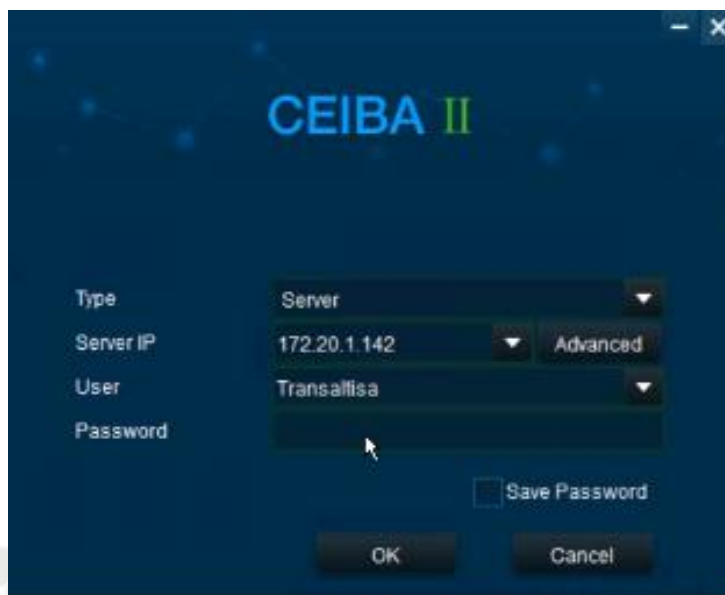 CEIBA II
Type Server
Server IP 172.20.1.142 Advanced
User Transaltisa
Password
Save Password
OK Cancel